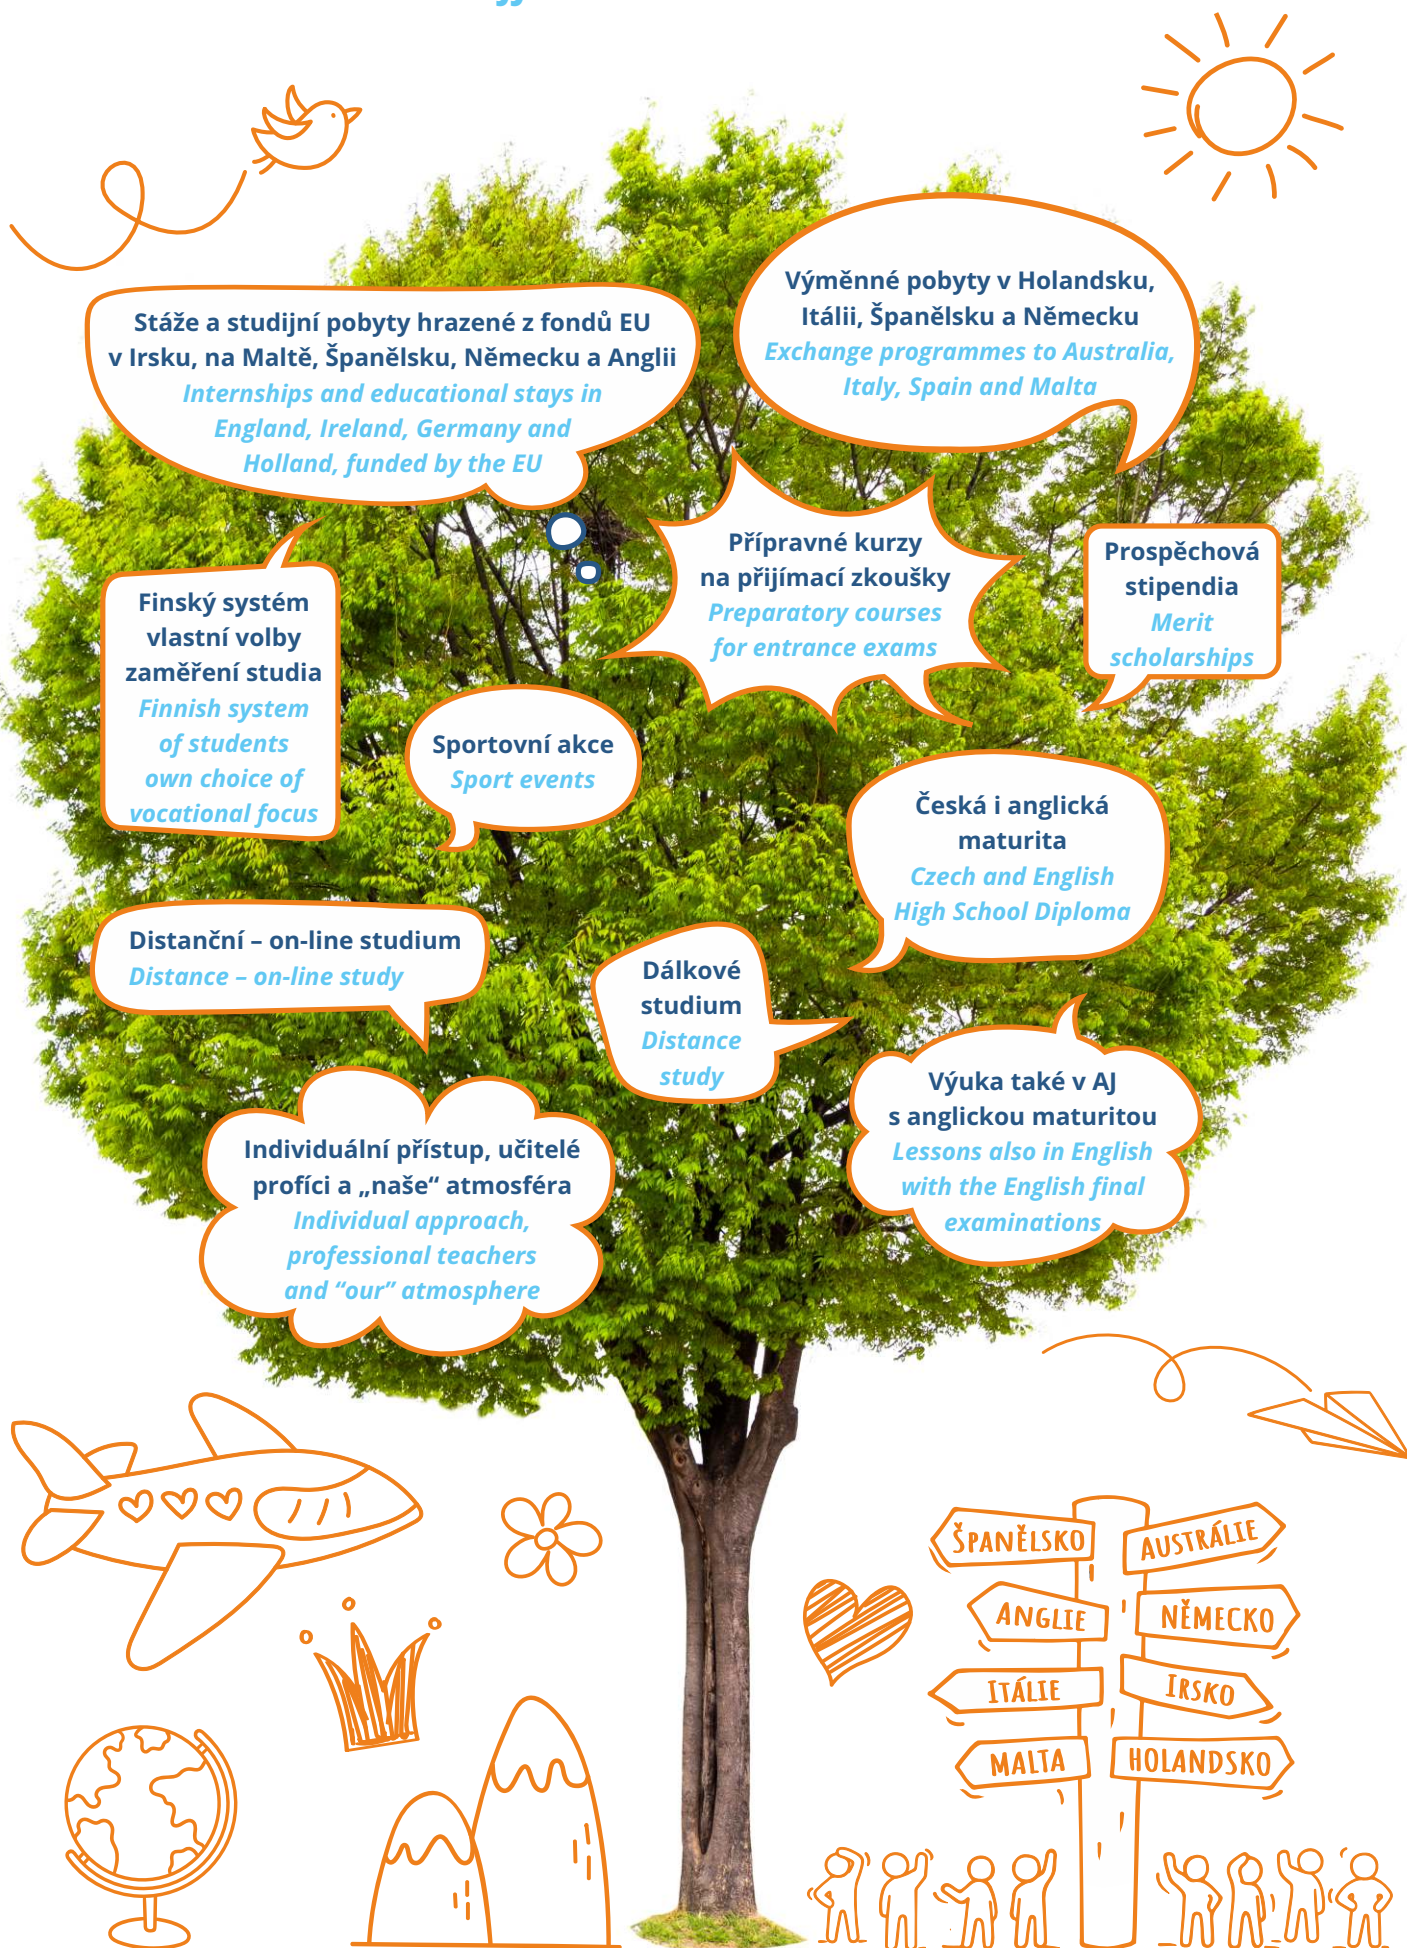 Výměnné pobyty v Holandsku,
Itálii, Španělsku a Německu
Exchange programmes to Australia,
Italy, Spain and Malta
Stáže a studijní pobyty hrazené z fondů EU
v Irsku, na Maltě, Španělsku, Německu a Anglii
Internships and educational stays in
England, Ireland, Germany and
Holland, funded by the EU
Přípravné kurzy
na přijímací zkoušky
Preparatory courses
for entrance exams
Prospěchová
stipendia
Merit
scholarships
Finský systém
vlastní volby
zaměření studia
Finnish system
of students
own choice of
vocational focus
Sportovní akce
Sport events
Česká i anglická
maturita
Czech and English
High School Diploma
Distanční – on-line studium
Distance – on-line study
Dálkové
studium
Distance
study
Výuka také v AJ
s anglickou maturitou
Lessons also in English
with the English final
examinations
Individuální přístup, učitelé
profíci a „naše“ atmosféra
Individual approach,
professional teachers
and “our” atmosphere
ŠPANĚLSKO
AUSTRÁLIE
ANGLIE
NĚMECKO
ITÁLIE
IRSKO
MALTA
HOLANDSKO